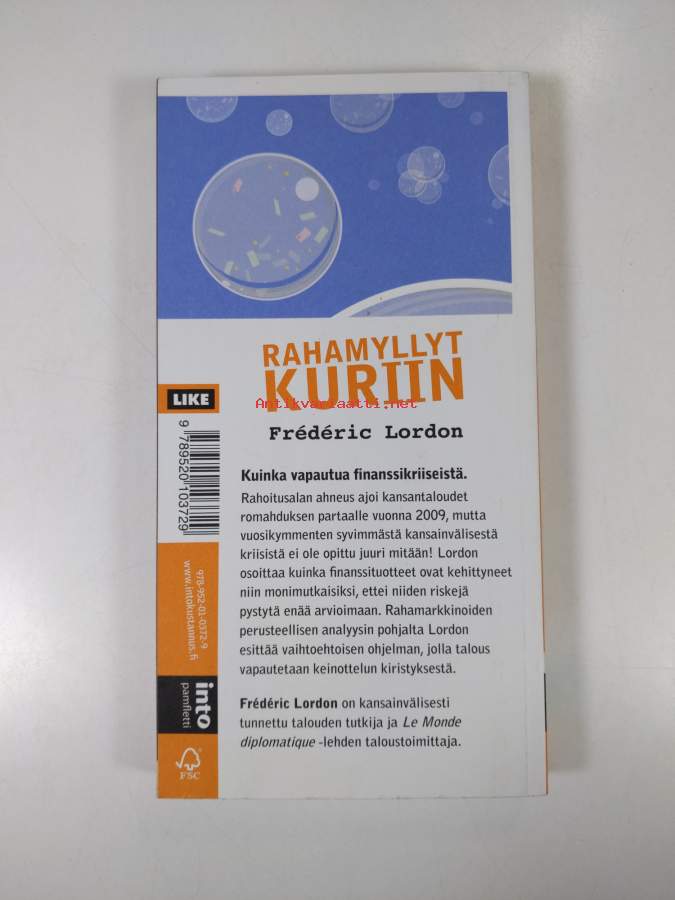 RAHAMYLLYT
KURIIN
Antikvariaatti.net
Frédéric Lordon
LIKE
9 789520 103729
978-952-01-0372-9
www.intokustannus.fi
into
pamfletti
FSC
Kuinka vapautua finanssikriiseistä.
Rahoitusalan ahneus ajoi kansantaloudet
romahduksen partaalle vuonna 2009, mutta
vuosikymmenten syvimmästä kansainvälisestä
kriisistä ei ole opittu juuri mitään! Lordon
osoittaa kuinka finanssituotteet ovat kehittyneet
niin monimutkaisiksi, ettei niiden riskejä
pystytä enää arvioimaan. Rahamarkkinoiden
perusteellisen analyysin pohjalta Lordon
esittää vaihtoehtoisen ohjelman, jolla talous
vapautetaan keinottelun kiristyksestä.
Frédéric Lordon on kansainvälisesti
tunnettu talouden tutkija ja Le Monde
diplomatique -lehden taloustoimittaja.